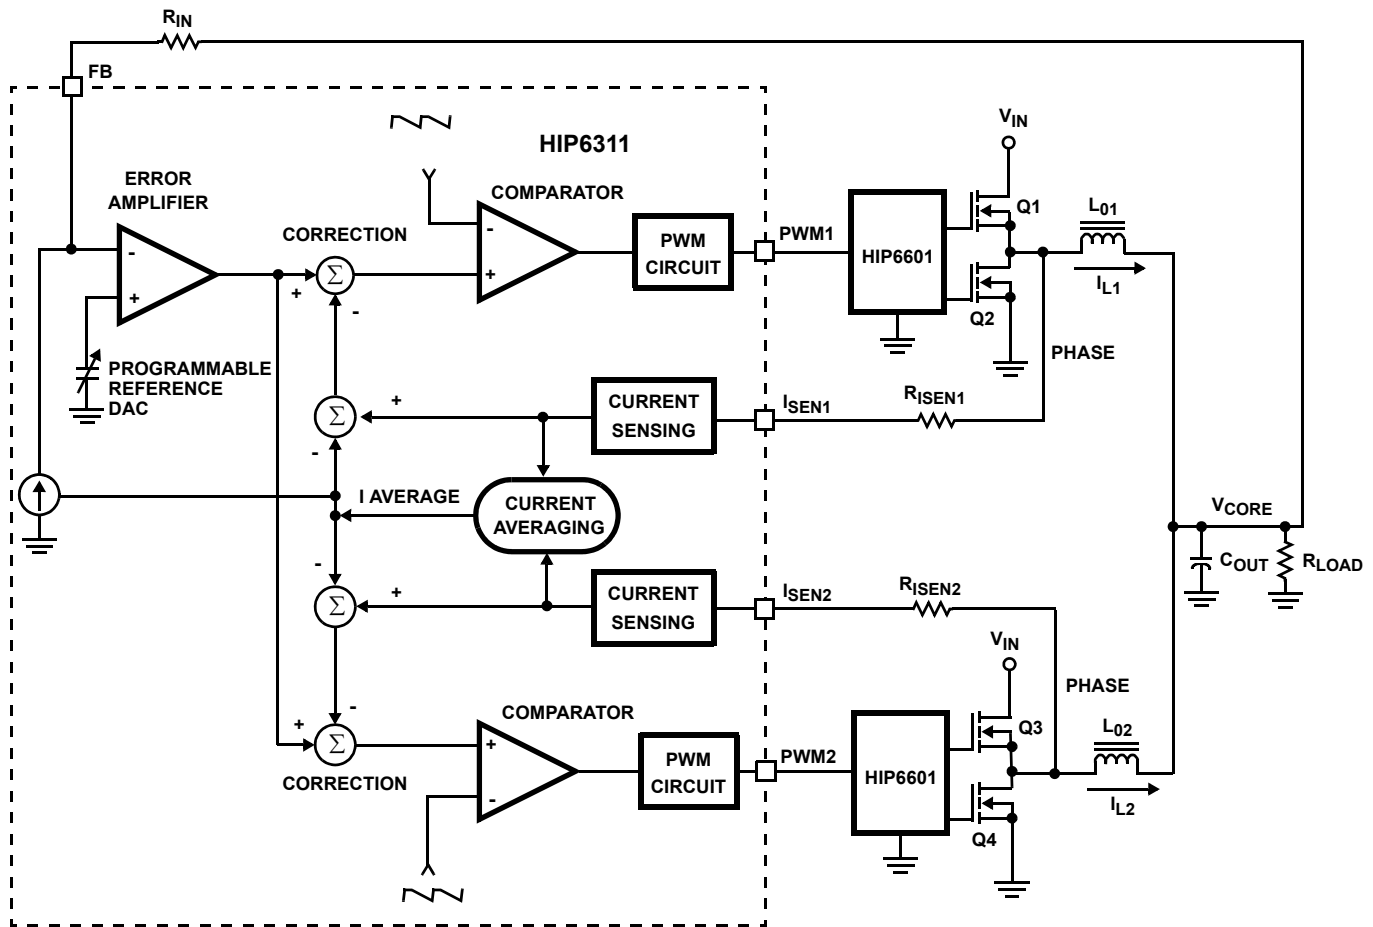 RIN
FB
HIP6311
VIN
ERROR
AMPLIFIER
COMPARATOR
Q1
L01
CORRECTION
PWM
CIRCUIT
PWM1
HIP6601
-
+
Σ
+
-
-
+
IL1
Q2
PHASE
PROGRAMMABLE
REFERENCE
DAC
+
CURRENT
SENSING
ISEN1
RISEN1
Σ
-
I AVERAGE
CURRENT
AVERAGING
VCORE
COUT
RLOAD
-
+
Σ
CURRENT
SENSING
ISEN2
RISEN2
VIN
PHASE
-
+
Σ
COMPARATOR
+
-
Q3
L02
CORRECTION
PWM
CIRCUIT
PWM2
HIP6601
IL2
Q4